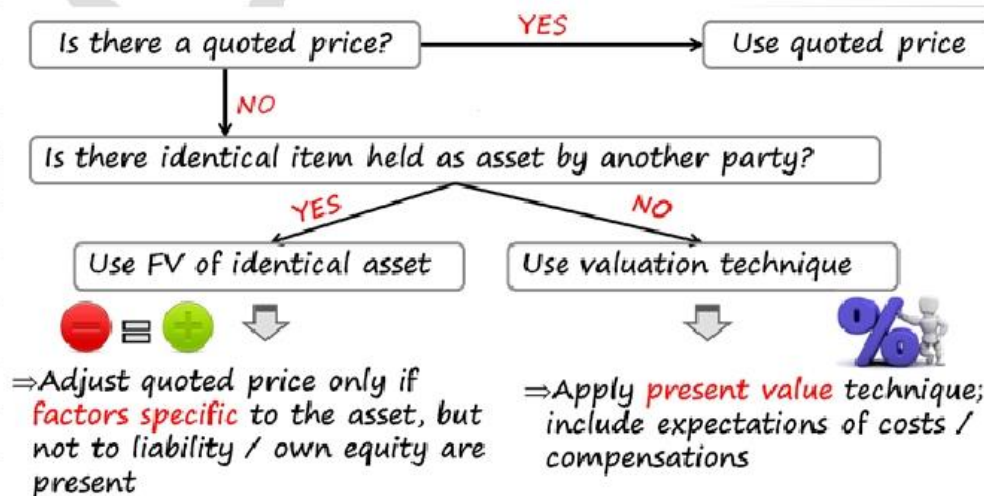 Is there a quoted price?
YES
Use quoted price
NO
Is there identical item held as asset by another party?
YES
NO
Use FV of identical asset
Use valuation technique
⇒Adjust quoted price only if
factors specific to the asset, but
not to liability / own equity are
present
⇒Apply present value technique;
include expectations of costs /
compensations